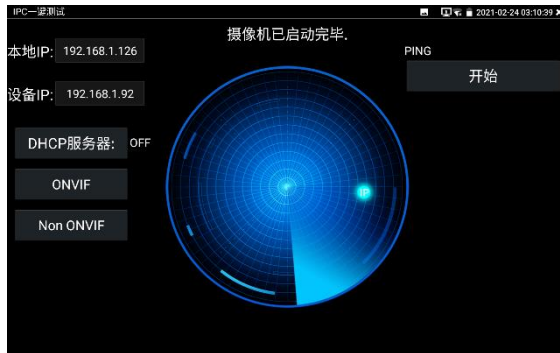 IPC一键测试
2021-02-24 03:10:39
摄像机已启动完毕.
本地IP: 192.168.1.126
PING
开始
设备IP: 192.168.1.92
DHCP服务器: OFF
IP
ONVIF
Non ONVIF